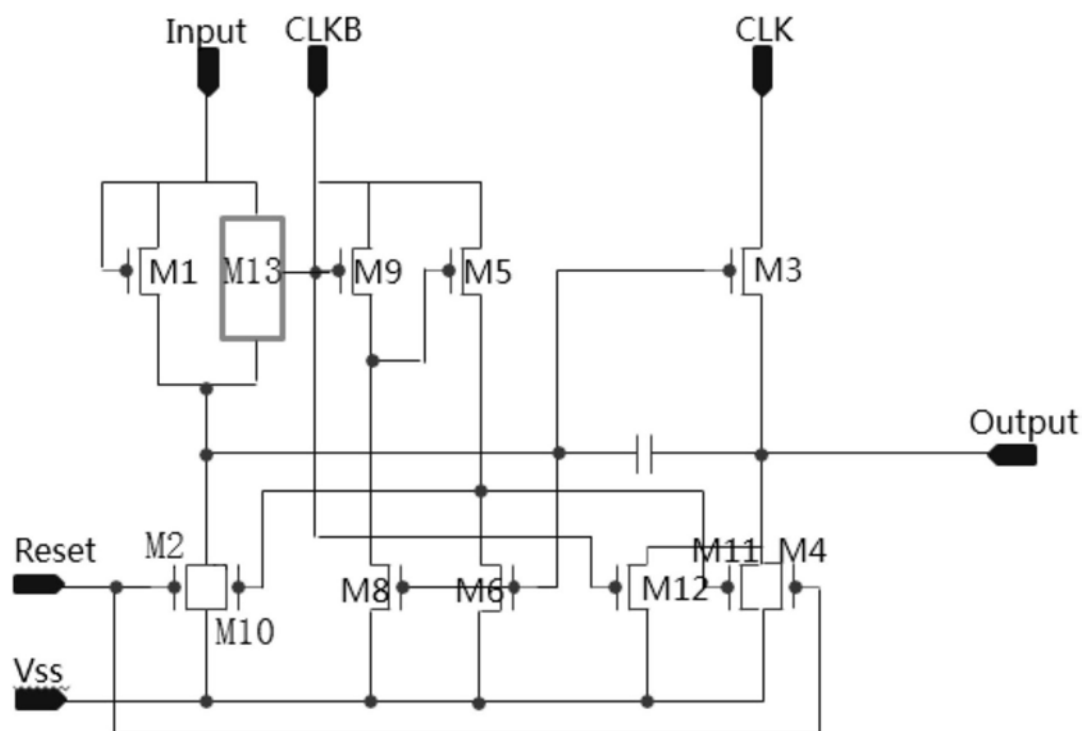 Input
CLKB
CLK
M1
M13
M9
M5
M3
Output
Reset
M2
M11
M4
M8
M6
M12
M10
Vss